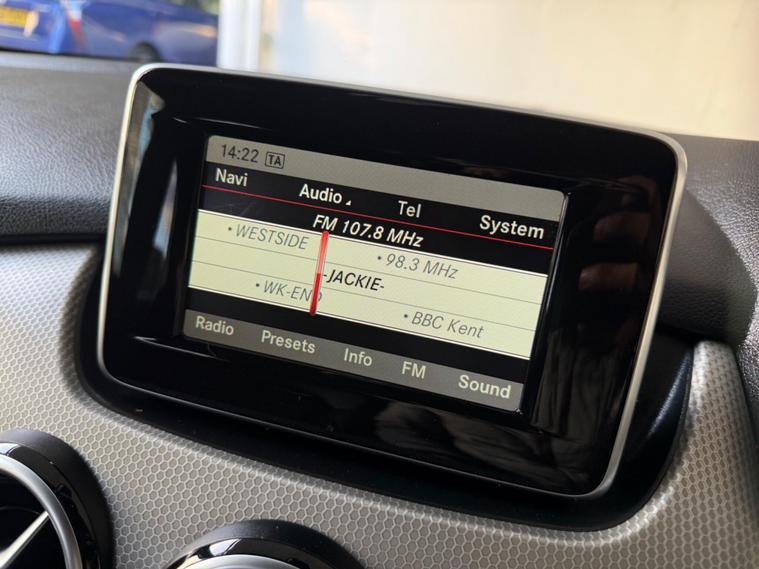 14:22 TA
Navi Audio Tel System
FM 107.8 MHz
•WESTSIDE •98.3 MHz
-JACKIE-
•WK-END •BBC Kent
Radio Presets Info FM Sound